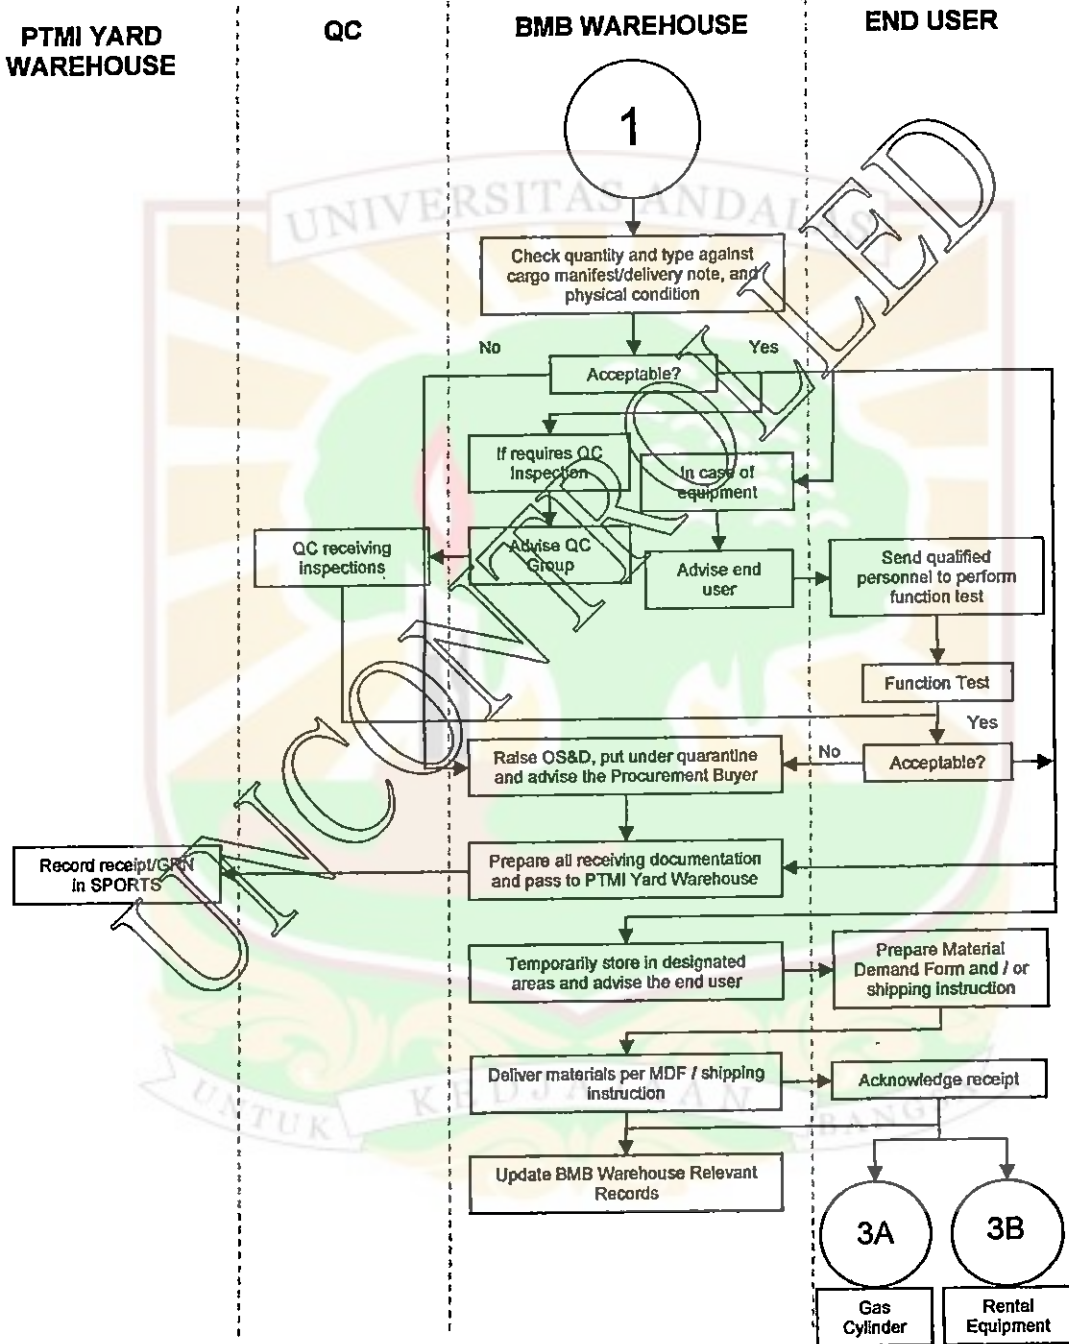 PTMI YARD
WAREHOUSE
QC
BMB WAREHOUSE
END USER
1
UNIVERSITAS ANDALAS
Check quantity and type against
cargo manifest/delivery note, and
physical condition
No
Yes
Acceptable?
If requires QC
Inspection
In case of
equipment
QC receiving
inspections
Advise QC
Group
Advise end
user
Send qualified
personnel to perform
function test
Function Test
Yes
Raise OS&D, put under quarantine
and advise the Procurement Buyer
No
Acceptable?
Record receipt/GRN
in SPORTS
Prepare all receiving documentation
and pass to PTMI Yard Warehouse
Temporarily store in designated
areas and advise the end user
Prepare Material
Demand Form and / or
shipping instruction
Deliver materials per MDF / shipping
instruction
Acknowledge receipt
UNTUK KEDJAJAAN BANGSA
Update BMB Warehouse Relevant
Records
3A
3B
Gas
Cylinder
Rental
Equipment
UNCONTROLLED